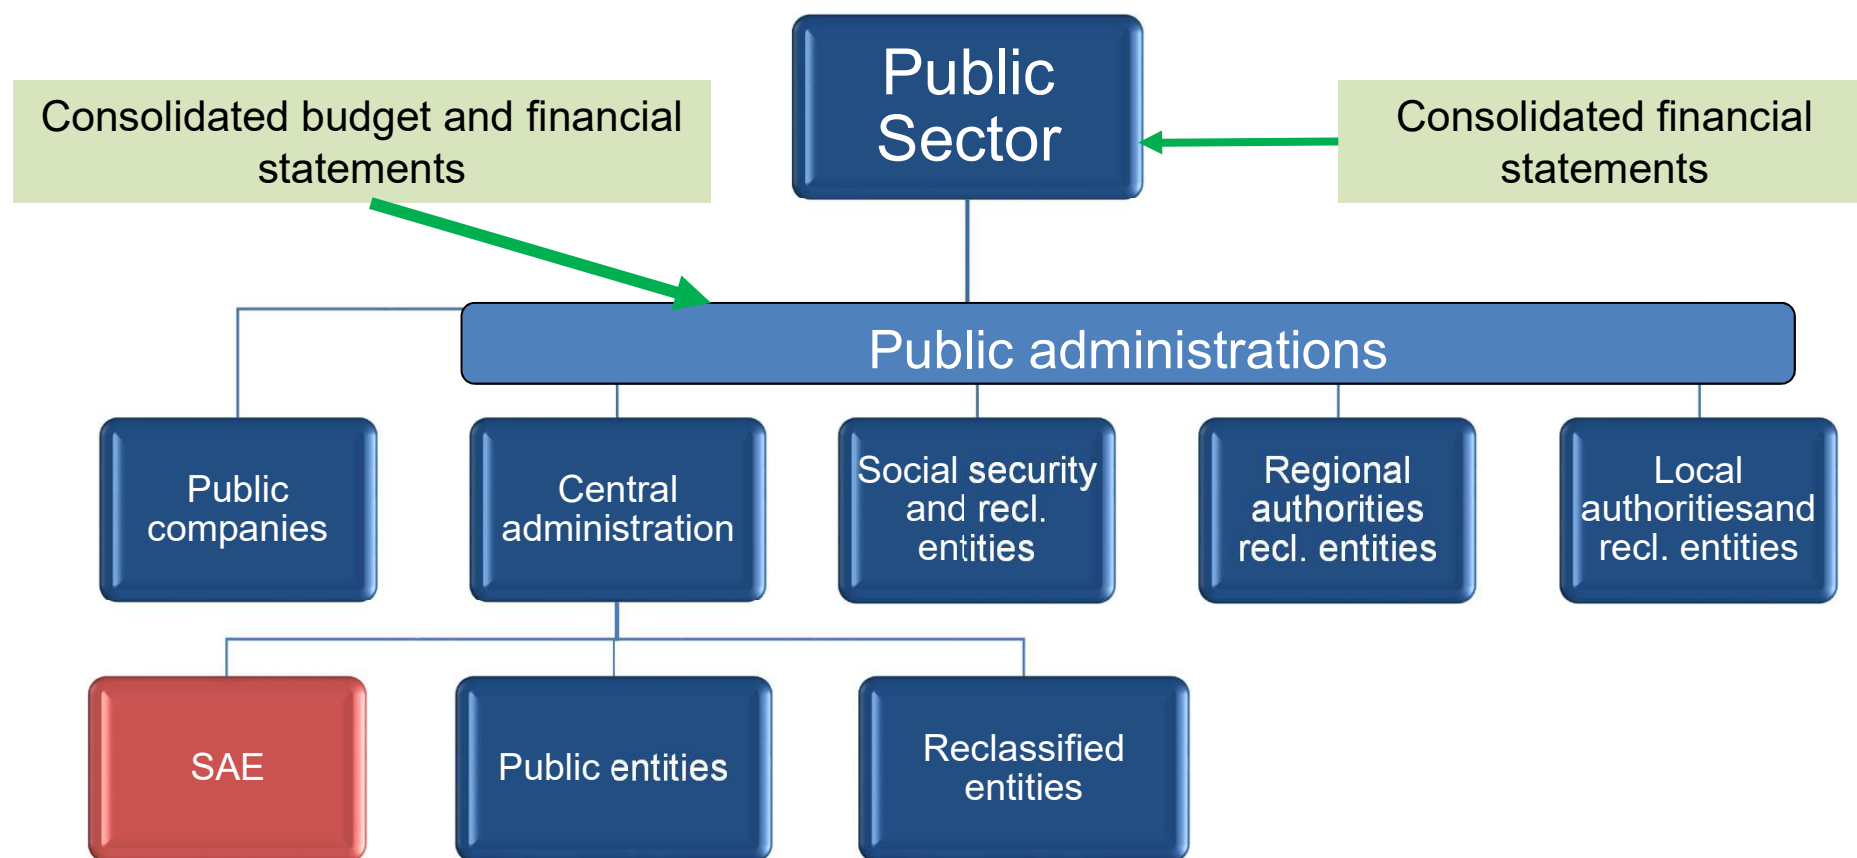 Public
Sector
Consolidated budget and financial
statements
Consolidated financial
statements
Public administrations
Public
companies
Central
administration
Social security
and recl.
entities
Regional
authorities
recl. entities
Local
authoritiesand
recl. entities
SAE
Public entities
Reclassified
entities